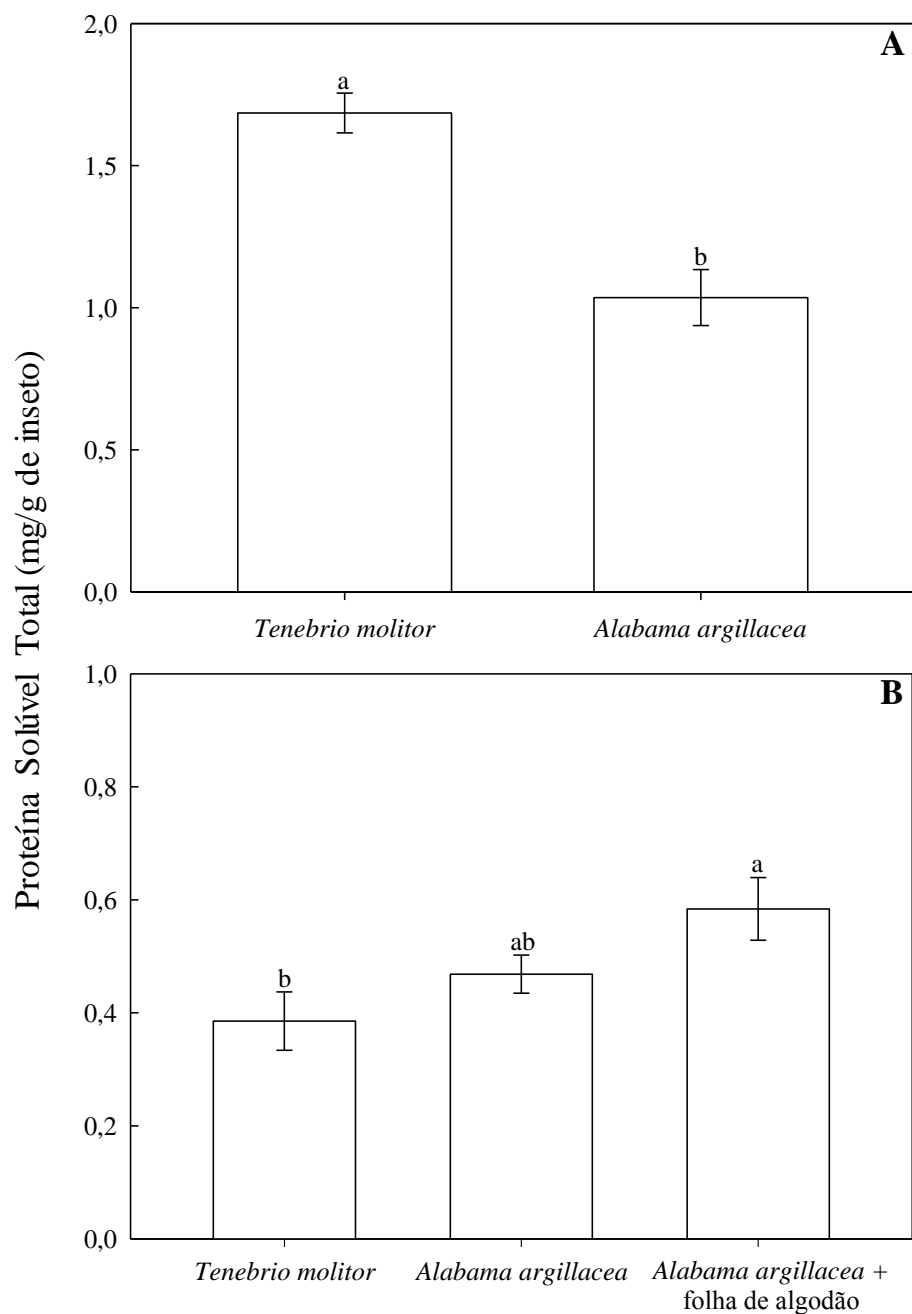 Proteína Solúvel Total (mg/g de inseto)
A
2,0
1,5
1,0
0,5
0,0
a
b
Tenebrio molitor
Alabama argillacea
B
1,0
0,8
0,6
0,4
0,2
0,0
b
ab
a
Tenebrio molitor
Alabama argillacea
Alabama argillacea +
folha de algodão